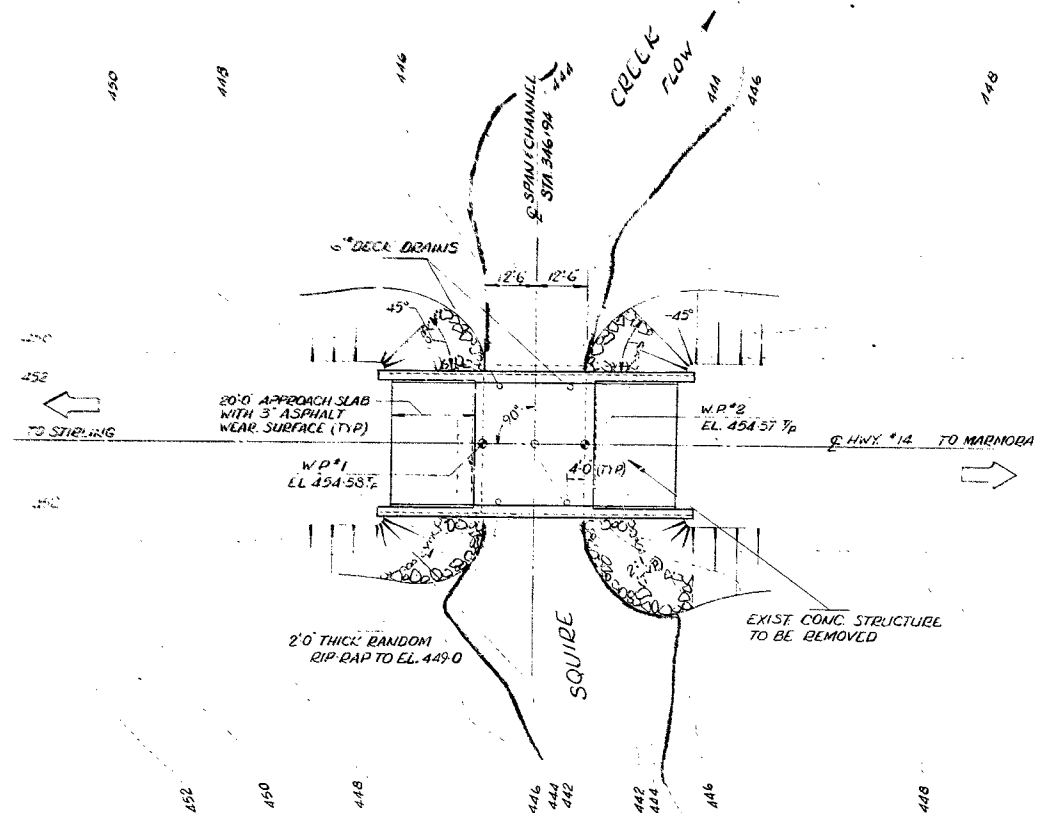 450
448
446
444
CREEK
FLOW
444
446
448
℄ SPAN & CHANNEL
STA. 346+94
6"ø DECK DRAINS
12'-6"
12'-6"
45°
45°
452
20'-0" APPROACH SLAB
WITH 3" ASPHALT
WEAR. SURFACE (TYP)
90°
W.P. #2
EL. 454.57 T/P
TO STIRLING
℄ HWY. #14 TO MARMORA
W.P. #1
EL. 454.58 T/P
4'-0 (TYP)
2'-0" THICK RANDOM
RIP-RAP TO EL. 449.0
SQUIRE
EXIST. CONC. STRUCTURE
TO BE REMOVED
452
450
448
446
444
442
442
444
446
448